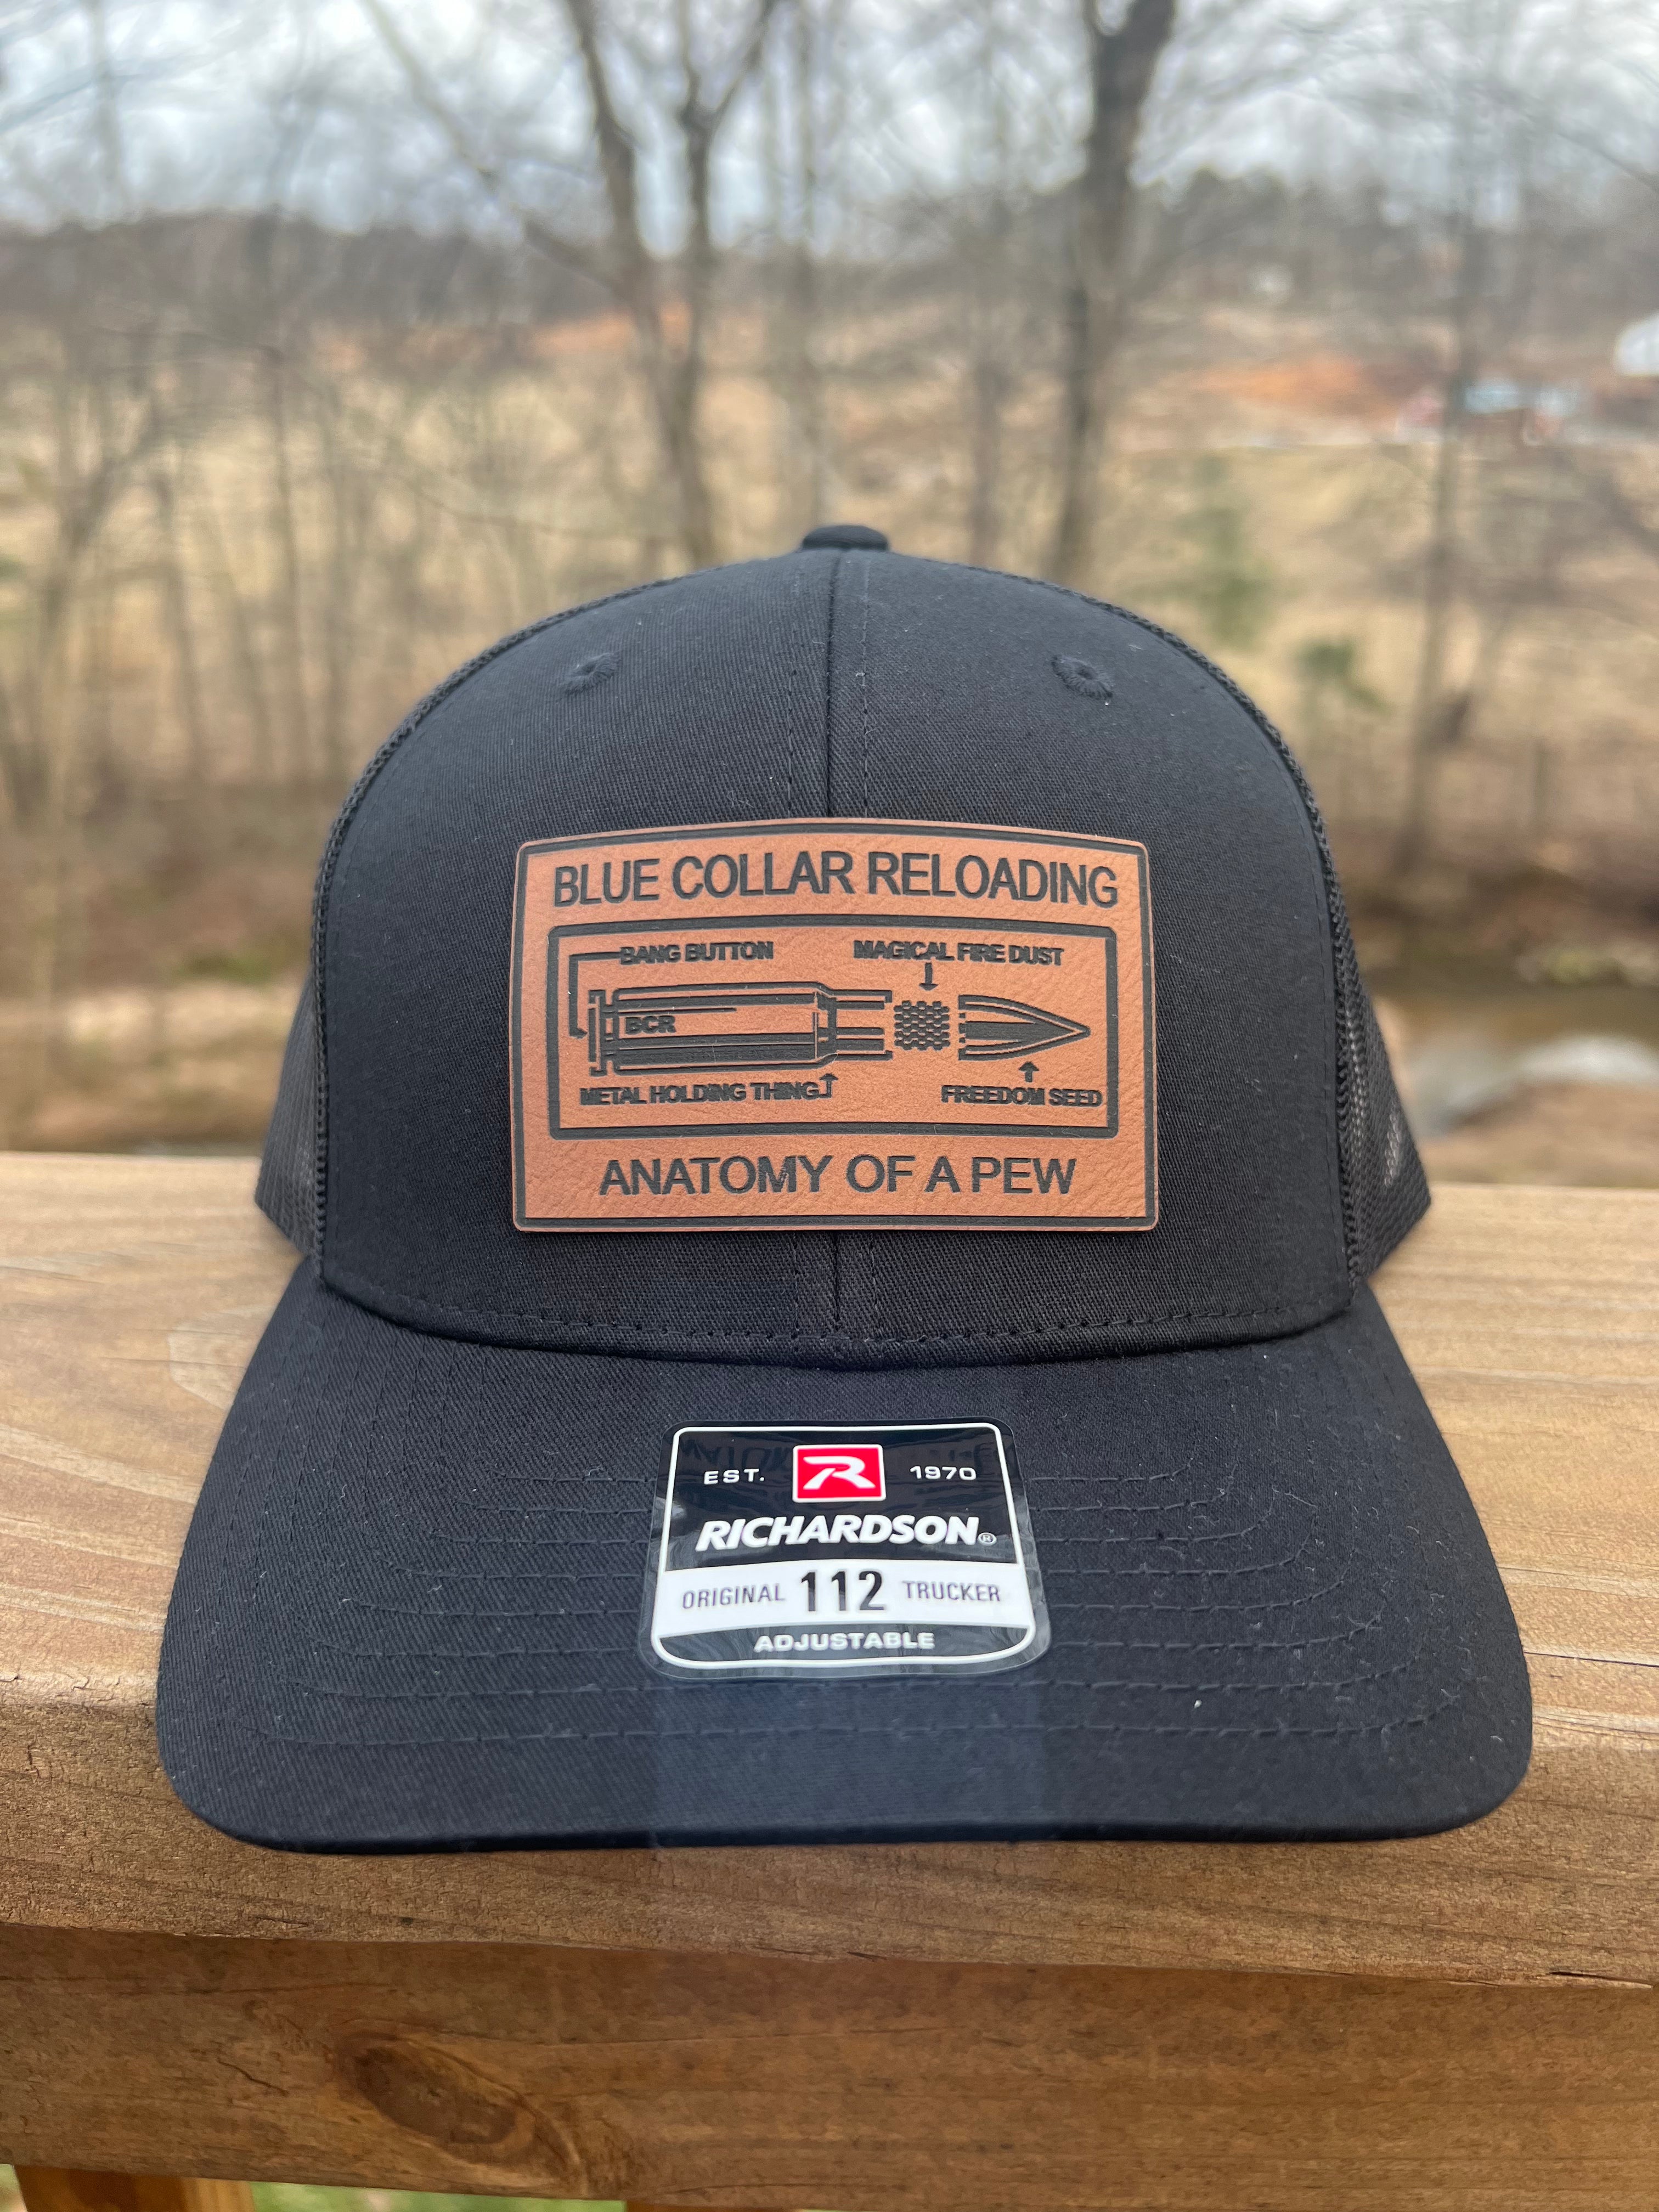 BLUE COLLAR RELOADING
BANG BUTTON
MAGICAL FIRE DUST
BCR
METAL HOLDING THING
FREEDOM SEED
ANATOMY OF A PEW
EST. R 1970
RICHARDSON®
ORIGINAL 112 TRUCKER
ADJUSTABLE